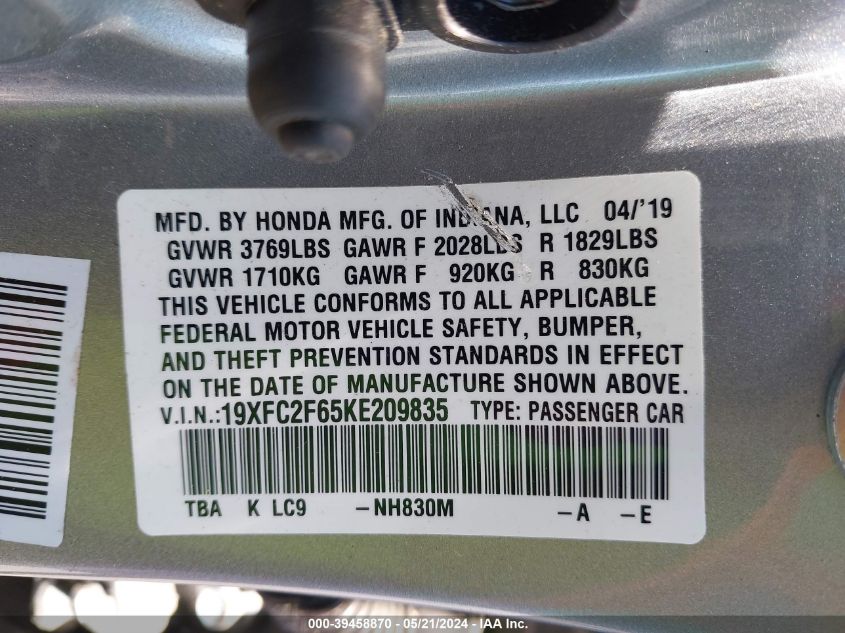 MFD. BY HONDA MFG. OF INDIANA, LLC 04/'19
GVWR 3769LBS GAWR F 2028LBS R 1829LBS
GVWR 1710KG GAWR F 920KG R 830KG
THIS VEHICLE CONFORMS TO ALL APPLICABLE
FEDERAL MOTOR VEHICLE SAFETY, BUMPER,
AND THEFT PREVENTION STANDARDS IN EFFECT
ON THE DATE OF MANUFACTURE SHOWN ABOVE.
V.I.N.:19XFC2F65KE209835 TYPE: PASSENGER CAR
TBA K LC9 -NH830M -A -E
000-39458870 - 05/21/2024 - IAA Inc.